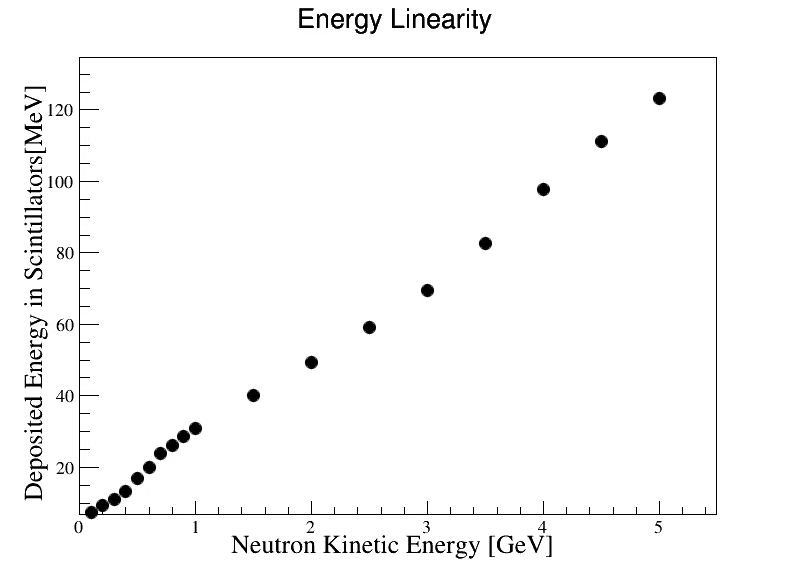 Energy Linearity
Deposited Energy in Scintillators[MeV]
120
100
80
60
40
20
0 1 2 3 4 5
Neutron Kinetic Energy [GeV]